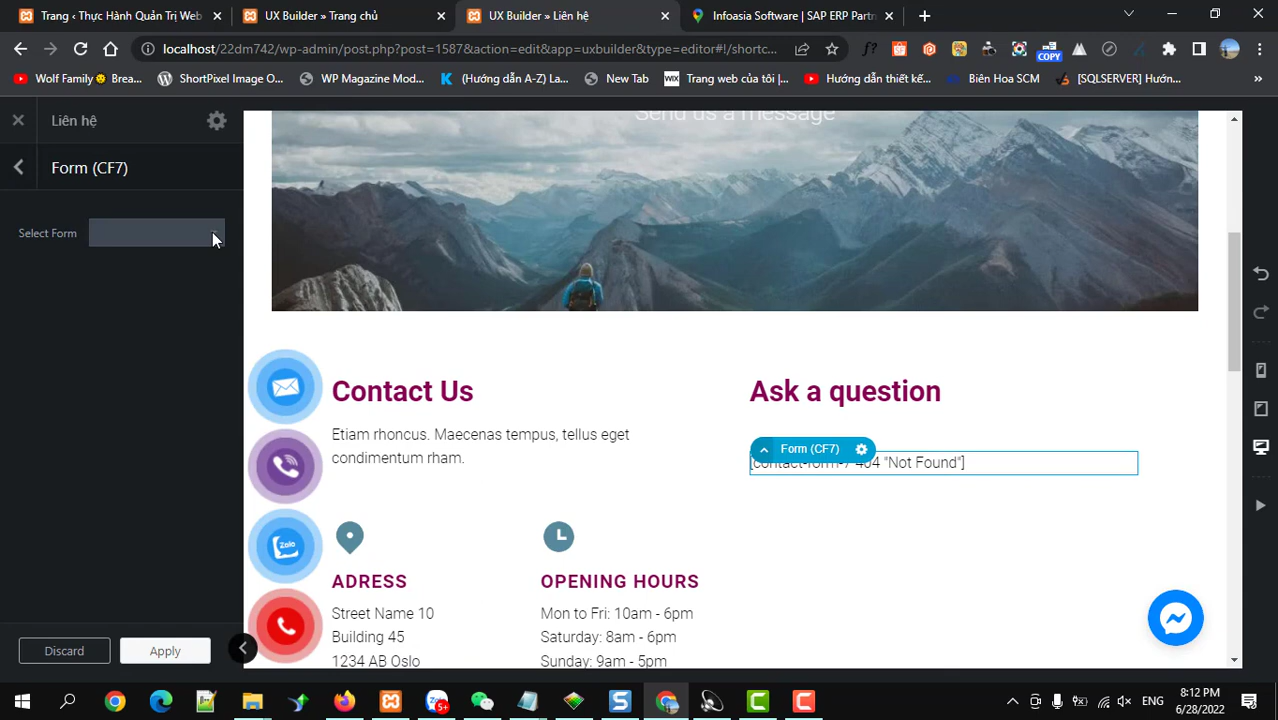 Trang ‹ Thực Hành Quản Trị Web
UX Builder » Trang chủ
UX Builder » Liên hệ
Infoasia Software | SAP ERP Partn
localhost/22dm742/wp-admin/post.php?post=1587&action=edit&app=uxbuilder&type=editor#!/shortc...
f?
COPY
Wolf Family Brea...
ShortPixel Image O...
WP Magazine Mod...
K (Hướng dẫn A-Z) La...
New Tab
WIX Trang web của tôi |...
Hướng dẫn thiết kế...
Biên Hoa SCM
[SQLSERVER] Hướn...
»
Liên hệ
Form (CF7)
Select Form
Send us a message
Contact Us
Etiam rhoncus. Maecenas tempus, tellus eget
condimentum rham.
Ask a question
Form (CF7)
[contact-form-7 404 "Not Found"]
Zalo
ADRESS
Street Name 10
Building 45
1234 AB Oslo
OPENING HOURS
Mon to Fri: 10am - 6pm
Saturday: 8am - 6pm
Sunday: 9am - 5pm
Discard
Apply
Zalo
5+
S
C
C
ENG
8:12 PM
6/28/2022